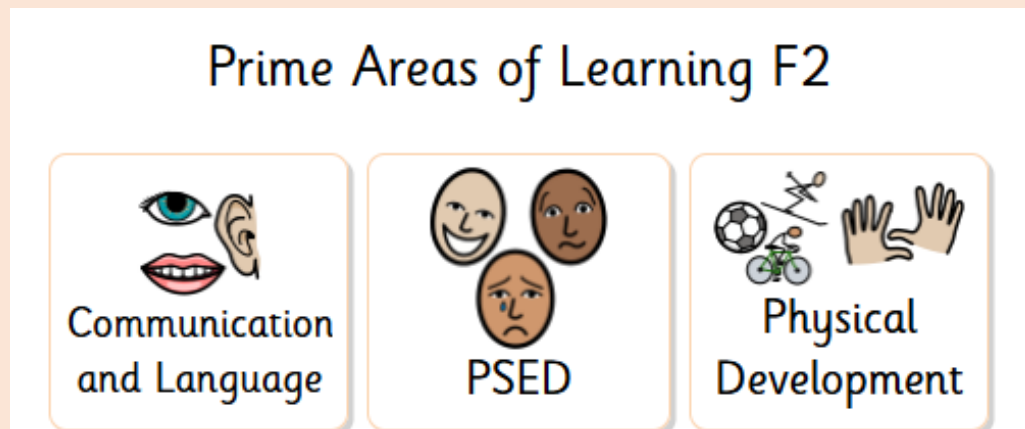 Prime Areas of Learning F2
Communication
and Language
PSED
Physical
Development